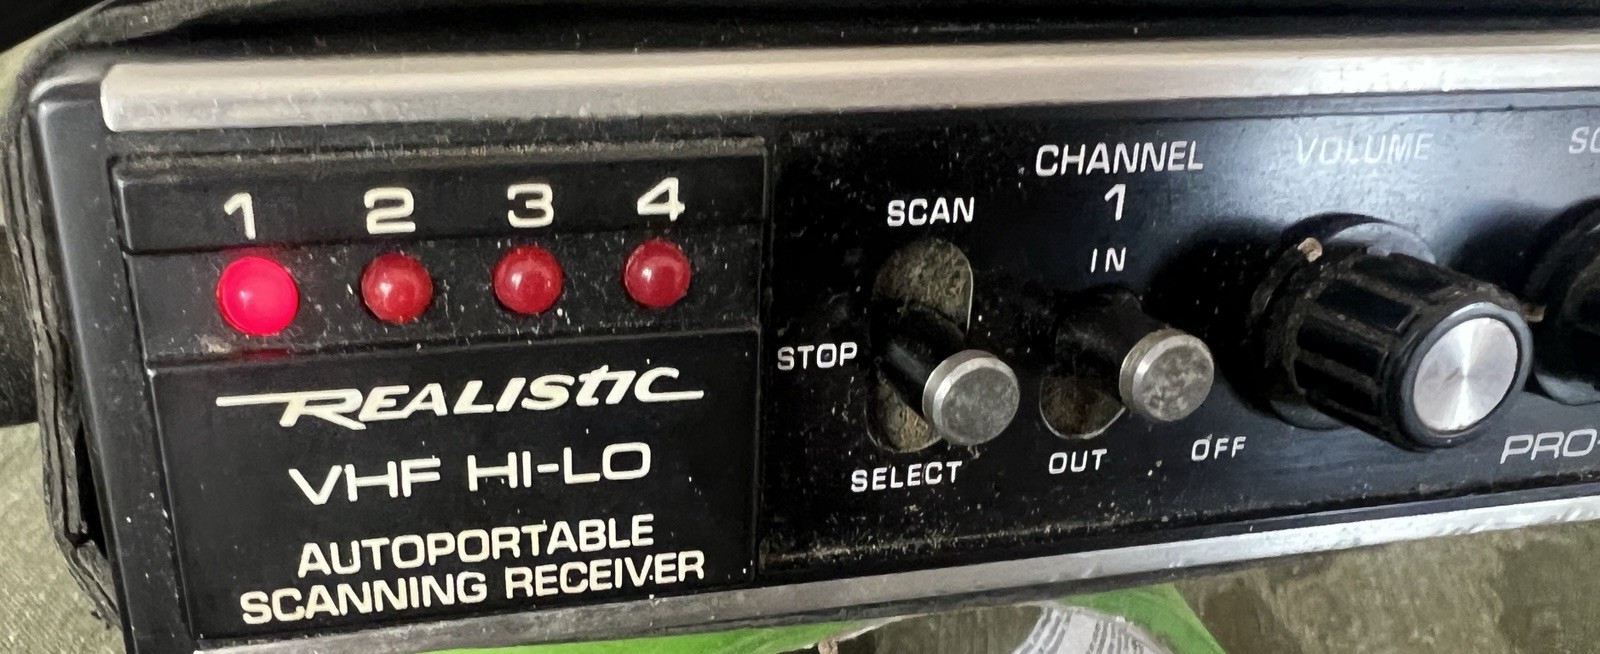 1 2 3 4
REALISTIC
VHF HI-LO
AUTOPORTABLE
SCANNING RECEIVER
SCAN
STOP
SELECT
CHANNEL
1
IN
OUT
VOLUME
OFF
PRO-